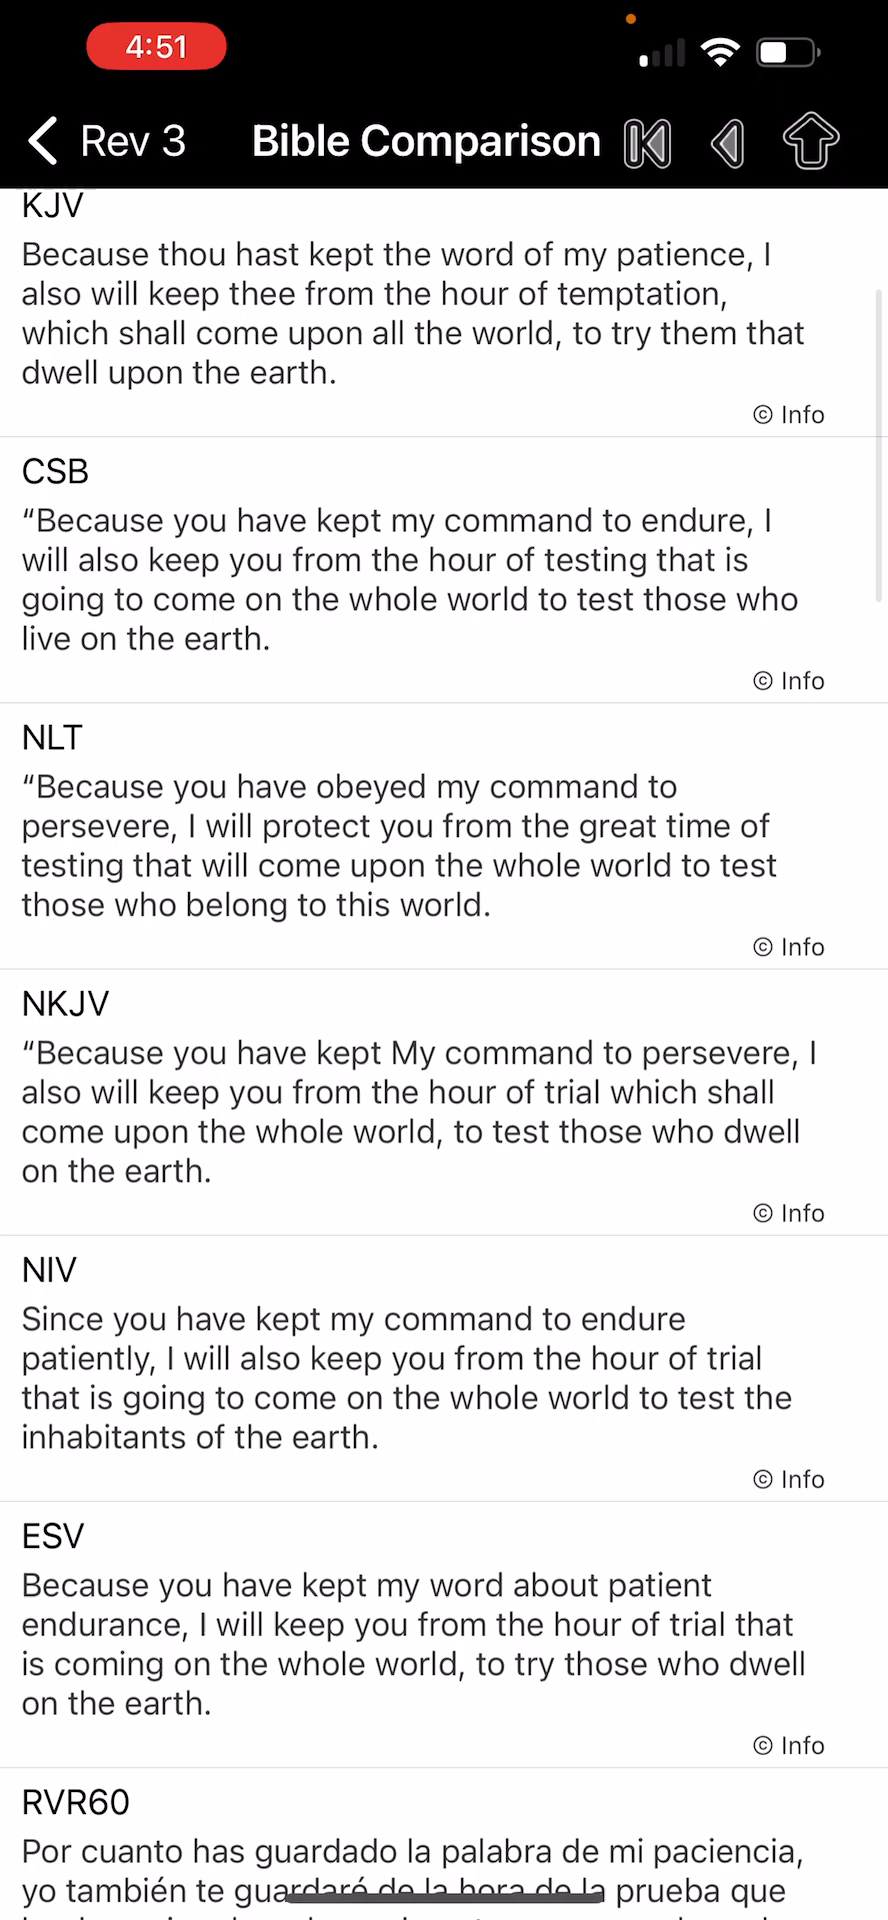 4:51
Rev 3 Bible Comparison
KJV
Because thou hast kept the word of my patience, I
also will keep thee from the hour of temptation,
which shall come upon all the world, to try them that
dwell upon the earth.
© Info
CSB
“Because you have kept my command to endure, I
will also keep you from the hour of testing that is
going to come on the whole world to test those who
live on the earth.
© Info
NLT
“Because you have obeyed my command to
persevere, I will protect you from the great time of
testing that will come upon the whole world to test
those who belong to this world.
© Info
NKJV
“Because you have kept My command to persevere, I
also will keep you from the hour of trial which shall
come upon the whole world, to test those who dwell
on the earth.
© Info
NIV
Since you have kept my command to endure
patiently, I will also keep you from the hour of trial
that is going to come on the whole world to test the
inhabitants of the earth.
© Info
ESV
Because you have kept my word about patient
endurance, I will keep you from the hour of trial that
is coming on the whole world, to try those who dwell
on the earth.
© Info
RVR60
Por cuanto has guardado la palabra de mi paciencia,
yo también te guardaré de la hora de la prueba que